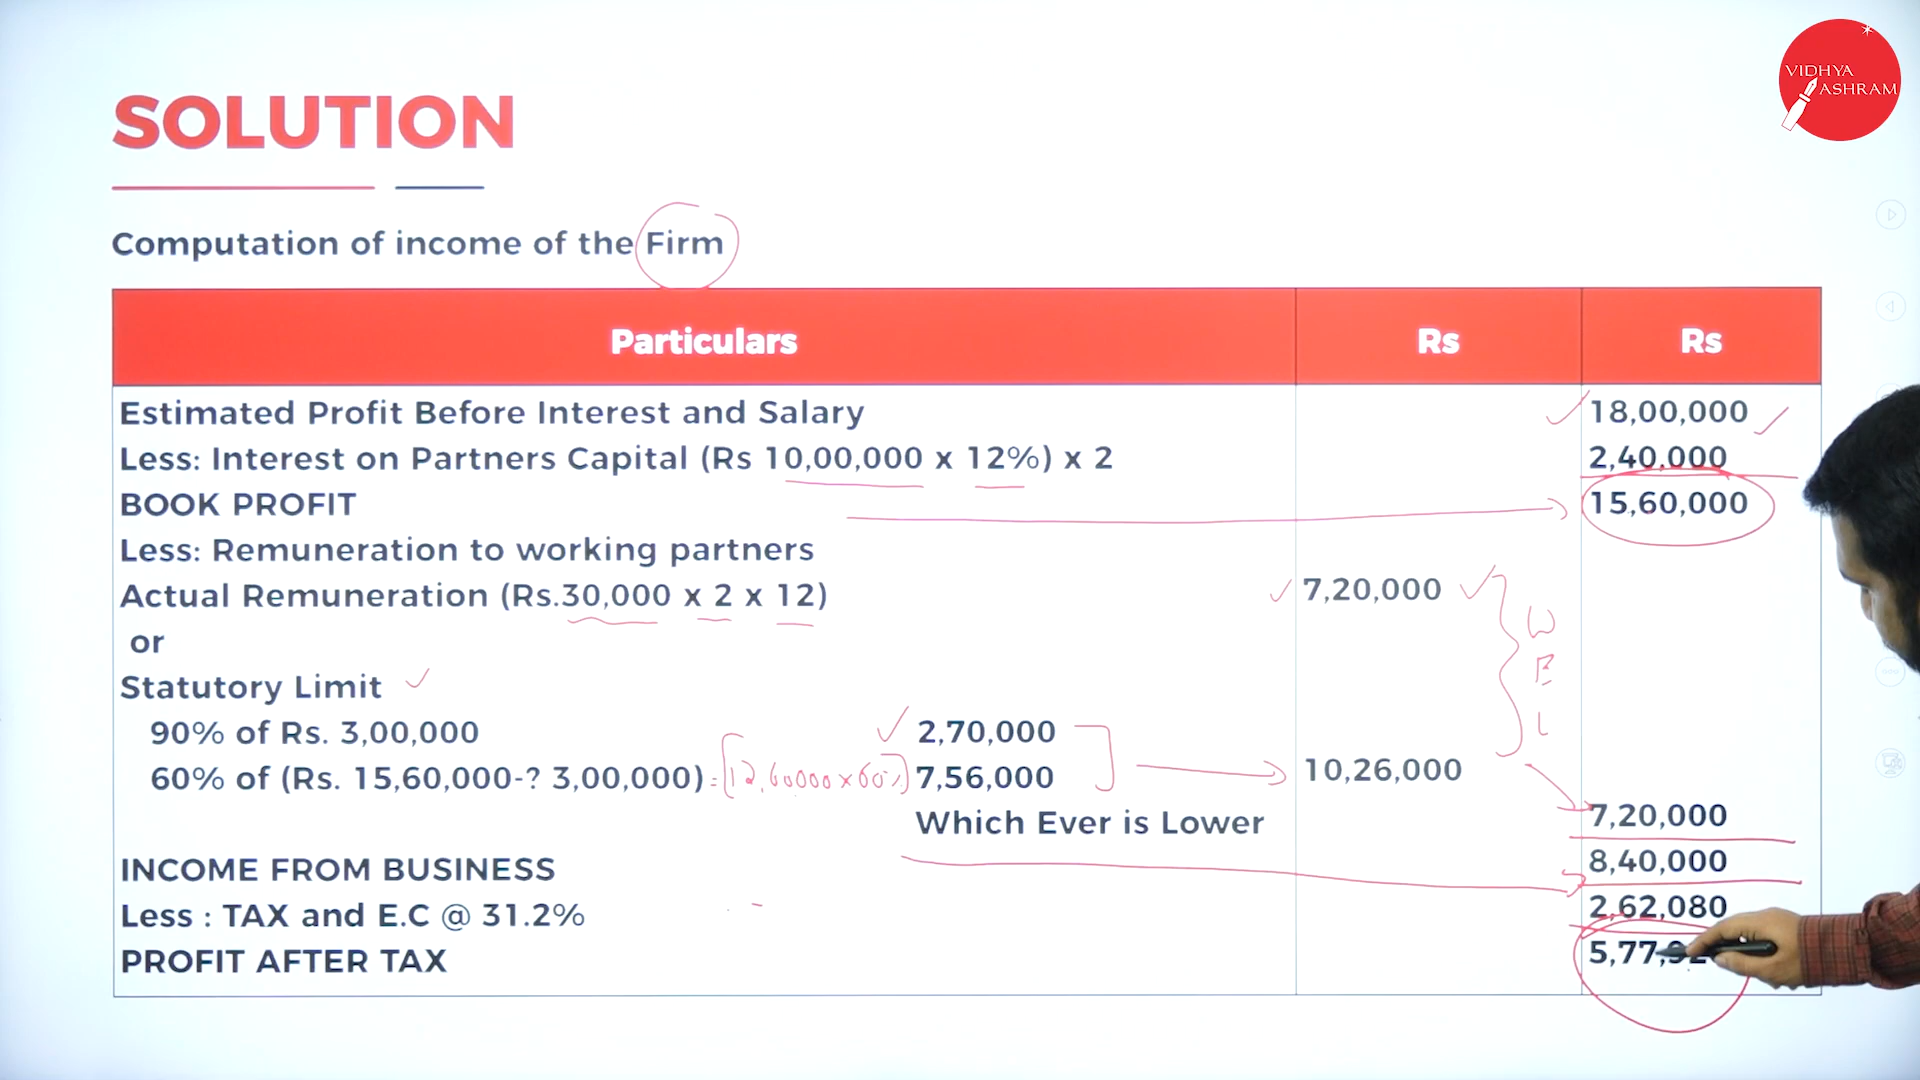 VIDHYA
ASHRAM
SOLUTION
Computation of income of the Firm
Particulars Rs Rs
Estimated Profit Before Interest and Salary 18,00,000
Less: Interest on Partners Capital (Rs 10,00,000 x 12%) x 2 2,40,000
BOOK PROFIT 15,60,000
Less: Remuneration to working partners
Actual Remuneration (Rs.30,000 x 2 x 12) 7,20,000
or
Statutory Limit
90% of Rs. 3,00,000 2,70,000
60% of (Rs. 15,60,000-? 3,00,000) = [12,60000 x 60%] 7,56,000 10,26,000
W
E
L
Which Ever is Lower 7,20,000
INCOME FROM BUSINESS 8,40,000
Less : TAX and E.C @ 31.2% 2,62,080
PROFIT AFTER TAX